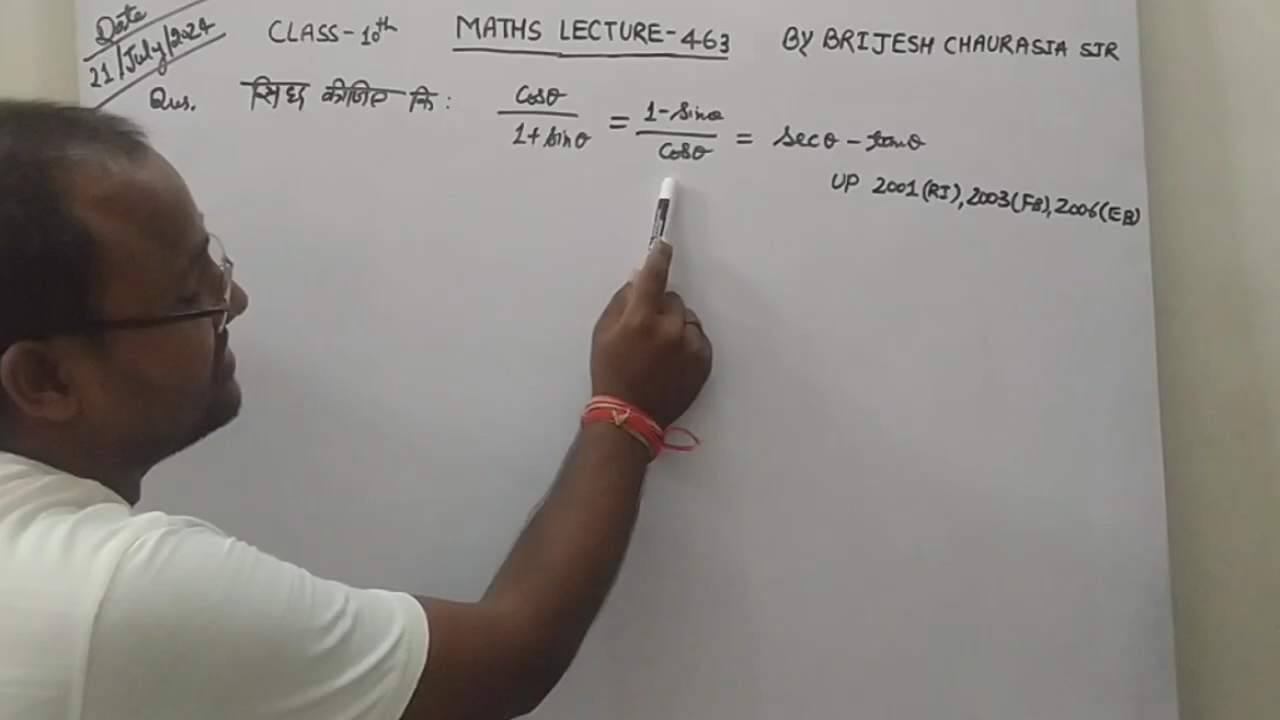 Date
21/July/2024
CLASS-10th MATHS LECTURE-463 BY BRIJESH CHAURASIA SIR
Qus. सिद्ध कीजिए कि: cosθ/1+sinθ = 1-sinθ/cosθ = secθ-tanθ
UP 2001(RI),2003(FB),2006(EB)